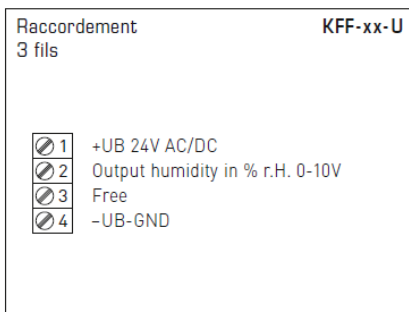 Raccordement KFF-xx-U
3 fils
1 +UB 24V AC/DC
2 Output humidity in % r.H. 0-10V
3 Free
4 –UB-GND